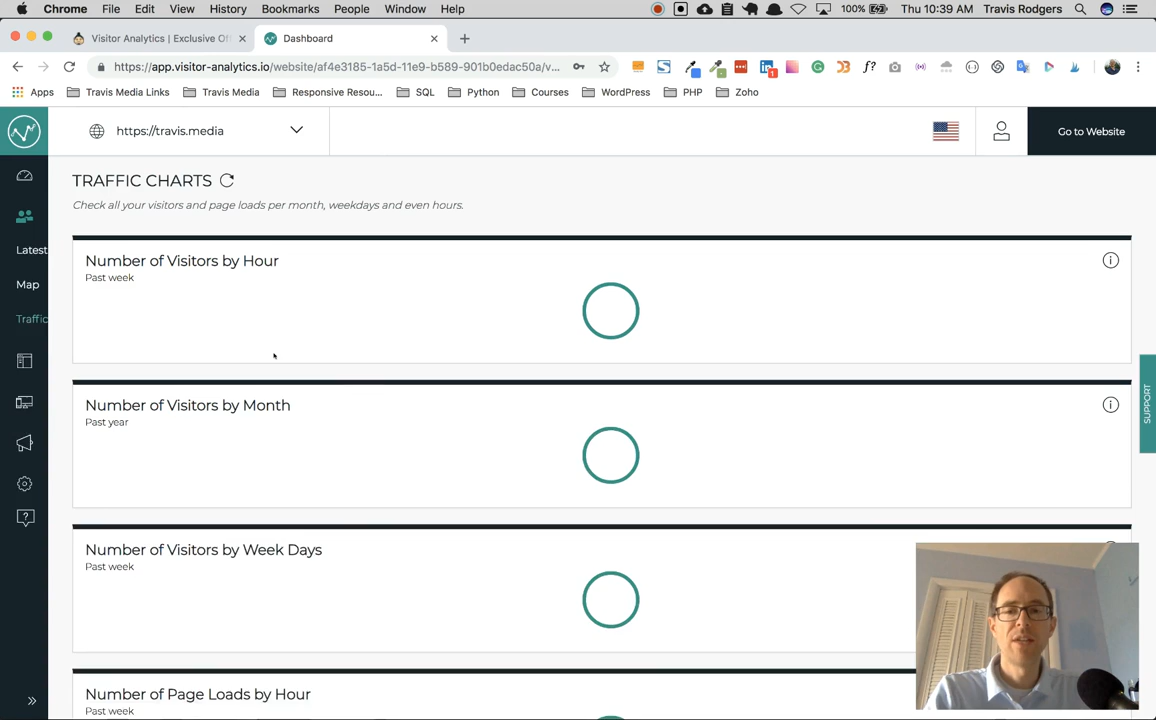 Chrome File Edit View History Bookmarks People Window Help 100% Thu 10:39 AM Travis Rodgers
Visitor Analytics | Exclusive Of
Dashboard
https://app.visitor-analytics.io/website/af4e3185-1a5d-11e9-b589-901b0edac50a/v...
1
f?
Apps Travis Media Links Travis Media Responsive Resou... SQL Python Courses WordPress PHP Zoho
https://travis.media
Go to Website
TRAFFIC CHARTS
Check all your visitors and page loads per month, weekdays and even hours.
Latest
Map
Traffic
Number of Visitors by Hour
Past week
Number of Visitors by Month
Past year
SUPPORT
Number of Visitors by Week Days
Past week
Number of Page Loads by Hour
Past week